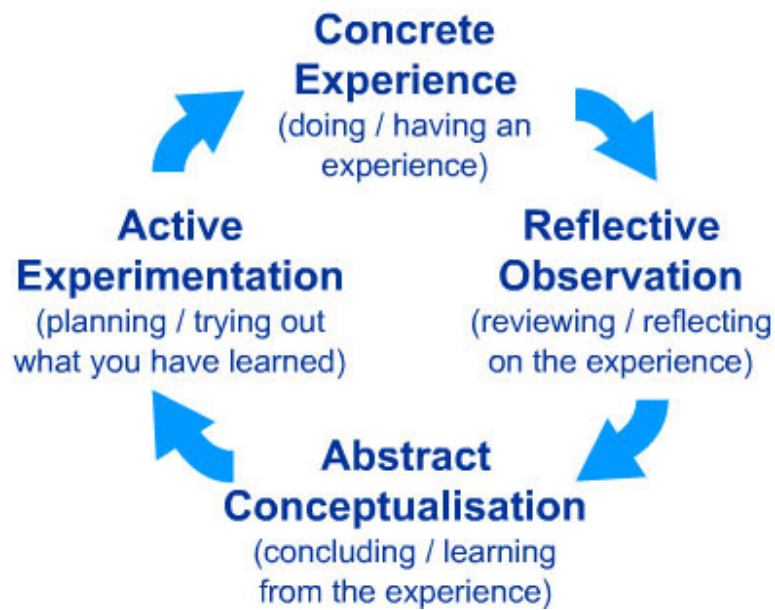 Concrete
Experience
(doing / having an
experience)
Active
Experimentation
(planning / trying out
what you have learned)
Reflective
Observation
(reviewing / reflecting
on the experience)
Abstract
Conceptualisation
(concluding / learning
from the experience)